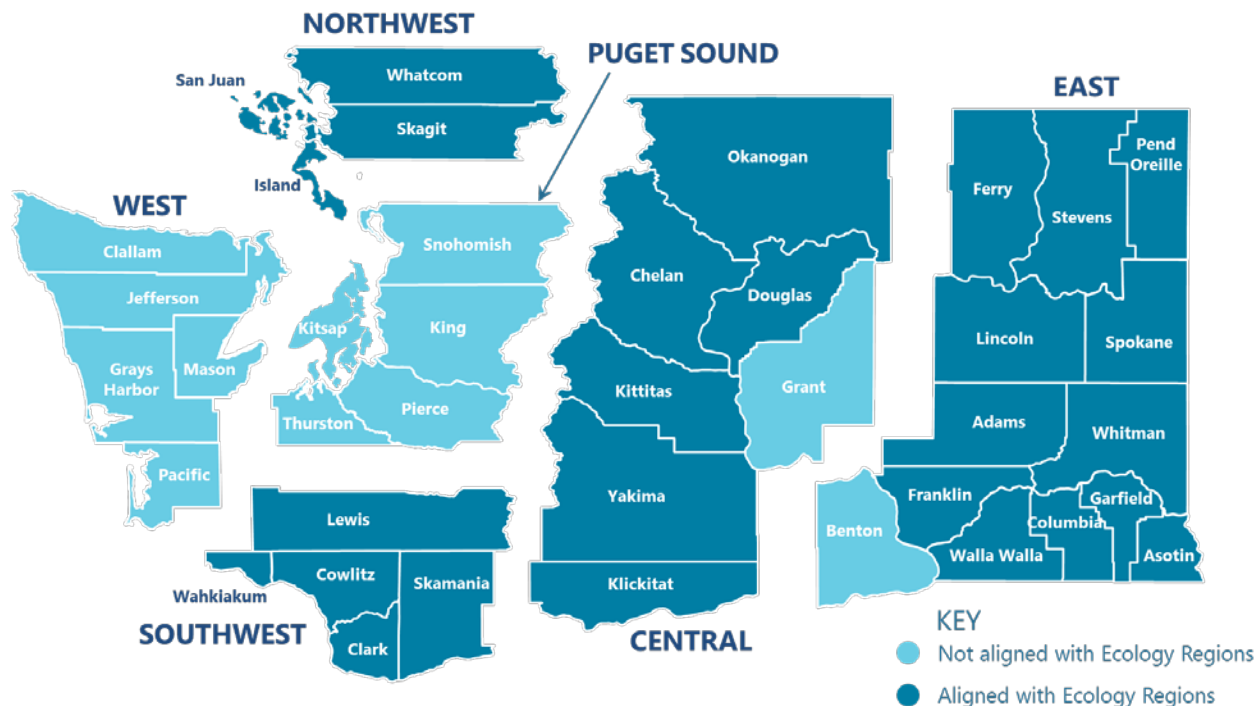 NORTHWEST
PUGET SOUND
San Juan
Whatcom
Skagit
Island
EAST
Okanogan
Ferry
Stevens
Pend
Oreille
WEST
Clallam
Jefferson
Grays
Harbor
Mason
Pacific
Snohomish
Kitsap
King
Thurston
Pierce
Chelan
Douglas
Grant
Kittitas
Yakima
Klickitat
CENTRAL
Lincoln
Spokane
Adams
Whitman
Franklin
Benton
Walla Walla
Columbia
Garfield
Asotin
Lewis
Wahkiakum
Cowlitz
Skamania
Clark
SOUTHWEST
KEY
Not aligned with Ecology Regions
Aligned with Ecology Regions